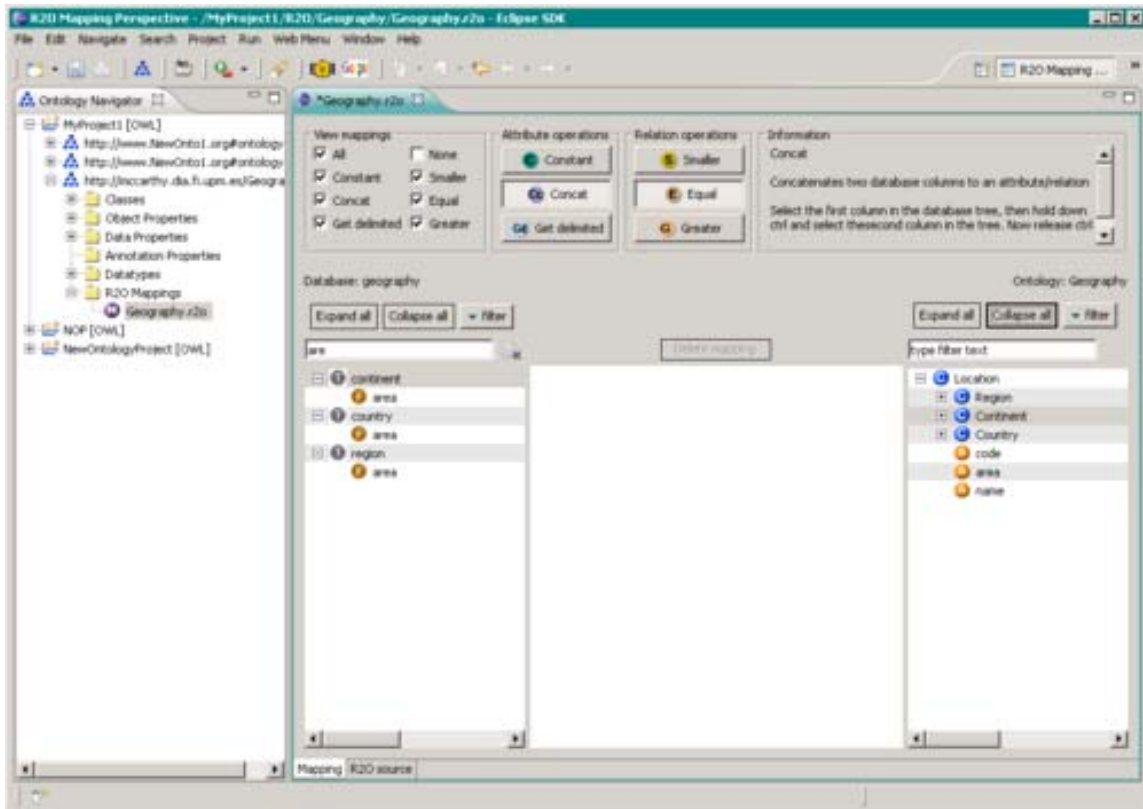 R2O Mapping Perspective - /MyProject1/R2O/Geography/Geography.r2o - Eclipse SDK
File Edit Navigate Search Project Run Web Menu Window Help
R2O Mapping ...
Ontology Navigator
*Geography.r2o
MyProject1 [OWL]
http://www.NewOnto1.org#ontology
http://www.NewOnto1.org#ontology
http://mccarthy.dia.fi.upm.es/Geogra
Classes
Object Properties
Data Properties
Annotation Properties
Datatypes
R2O Mappings
Geography.r2o
NOP [OWL]
NewOntologyProject [OWL]
View mappings
All None
Constant Smaller
Concat Equal
Get delimited Greater
Attribute operations
Constant
Concat
Get delimited
Relation operations
S Smaller
E Equal
G Greater
Information
Concat
Concatenates two database columns to an attribute/relation
Select the first column in the database tree, then hold down
ctrl and select thesecond column in the tree. Now release ctrl
Database: geography
Ontology: Geography
Expand all Collapse all filter
Expand all Collapse all filter
are
Delete mapping
type filter text
T continent
F area
T country
F area
T region
F area
C Location
C Region
C Continent
C Country
code
area
name
Mapping R2O source